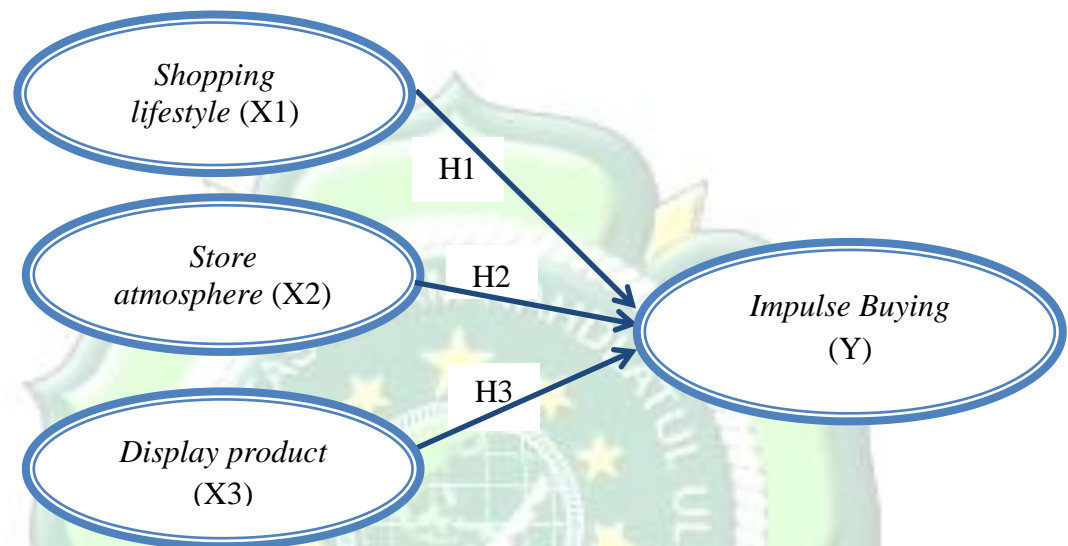 Shopping
lifestyle (X1)
H1
Store
atmosphere (X2)
H2
Impulse Buying
(Y)
H3
Display product
(X3)